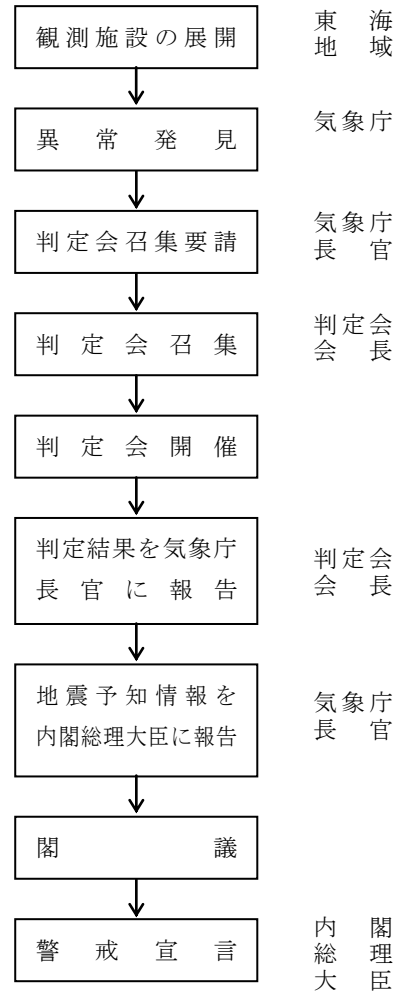 観測施設の展開
東海
地域
異常発見
気象庁
判定会召集要請
気象庁
長官
判定会召集
判定会
会長
判定会開催
判定結果を気象庁
長官に報告
判定会
会長
地震予知情報を
内閣総理大臣に報告
気象庁
長官
閣議
警戒宣言
内閣
総理
大臣